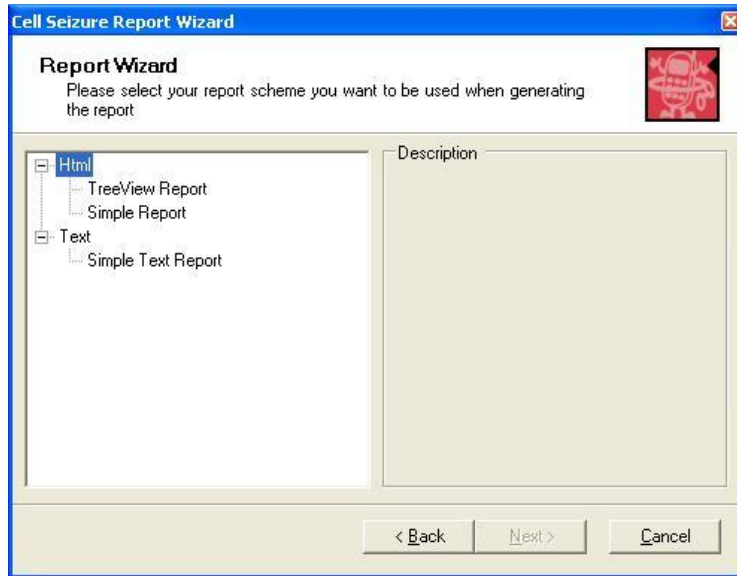 Cell Seizure Report Wizard
Report Wizard
Please select your report scheme you want to be used when generating
the report
Html
TreeView Report
Simple Report
Text
Simple Text Report
Description
< Back
Next >
Cancel